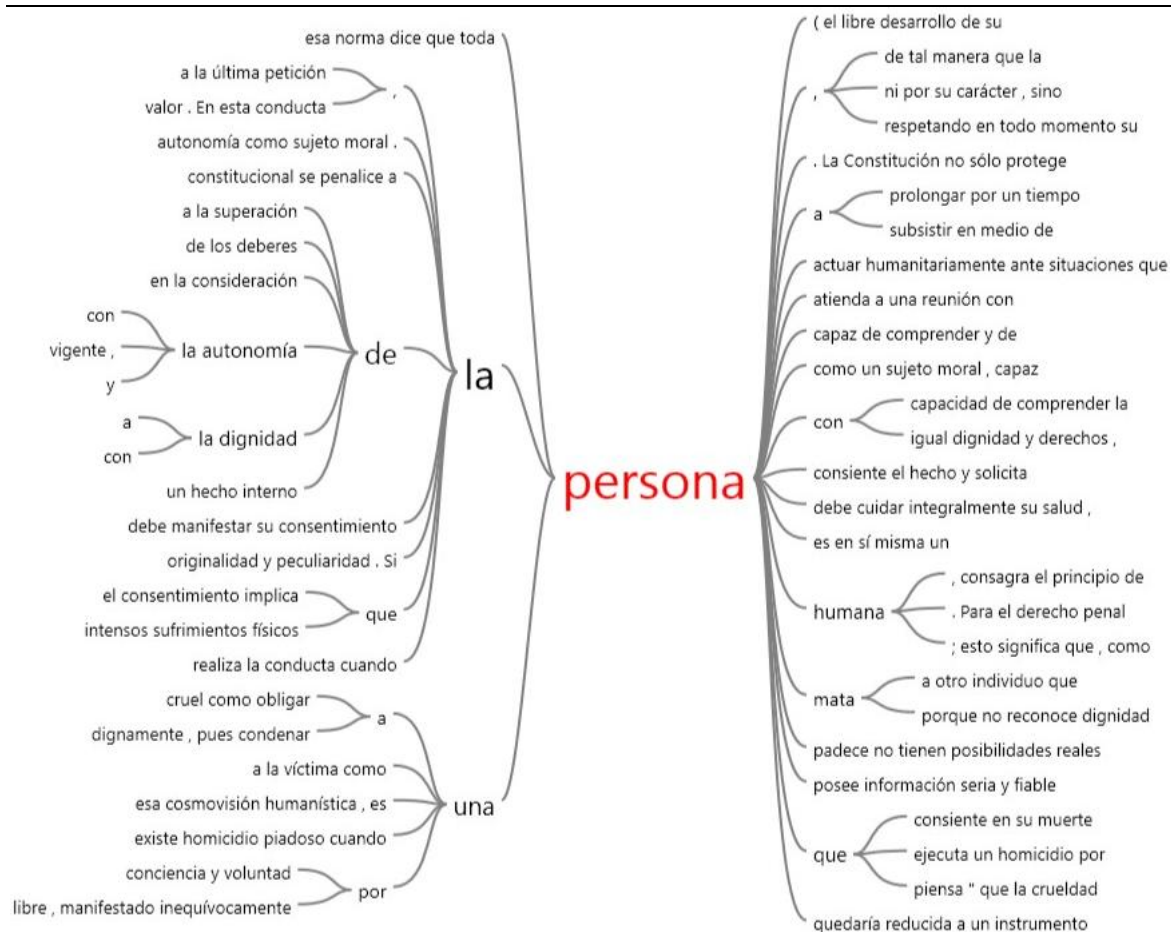 esa norma dice que toda
a la última petición
valor . En esta conducta
,
autonomía como sujeto moral .
constitucional se penalice a
a la superación
de los deberes
en la consideración
con
vigente ,
y
la autonomía
a
con
la dignidad
un hecho interno
de
debe manifestar su consentimiento
originalidad y peculiaridad . Si
el consentimiento implica
intensos sufrimientos físicos
que
realiza la conducta cuando
la
cruel como obligar
dignamente , pues condenar
a
a la víctima como
esa cosmovisión humanística , es
existe homicidio piadoso cuando
conciencia y voluntad
libre , manifestado inequívocamente
por
una
persona
( el libre desarrollo de su
,
de tal manera que la
ni por su carácter , sino
respetando en todo momento su
. La Constitución no sólo protege
a
prolongar por un tiempo
subsistir en medio de
actuar humanitariamente ante situaciones que
atienda a una reunión con
capaz de comprender y de
como un sujeto moral , capaz
con
capacidad de comprender la
igual dignidad y derechos ,
consiente el hecho y solicita
debe cuidar integralmente su salud ,
es en sí misma un
humana
, consagra el principio de
. Para el derecho penal
; esto significa que , como
mata
a otro individuo que
porque no reconoce dignidad
padece no tienen posibilidades reales
posee información seria y fiable
que
consiente en su muerte
ejecuta un homicidio por
piensa " que la crueldad
quedaría reducida a un instrumento